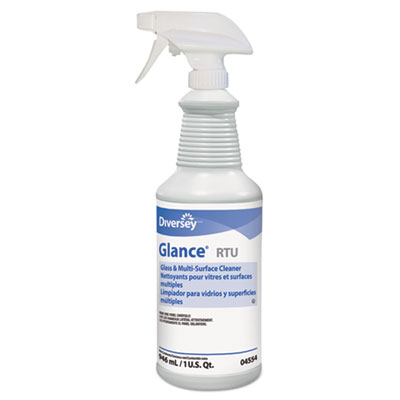 Diversey
Glance® RTU
Glass & Multi-Surface Cleaner
Nettoyants pour vitres et surfaces
multiples
Limpiador para vidrios y superficies
múltiples
946 mL / 1 U.S. Qt.
04554